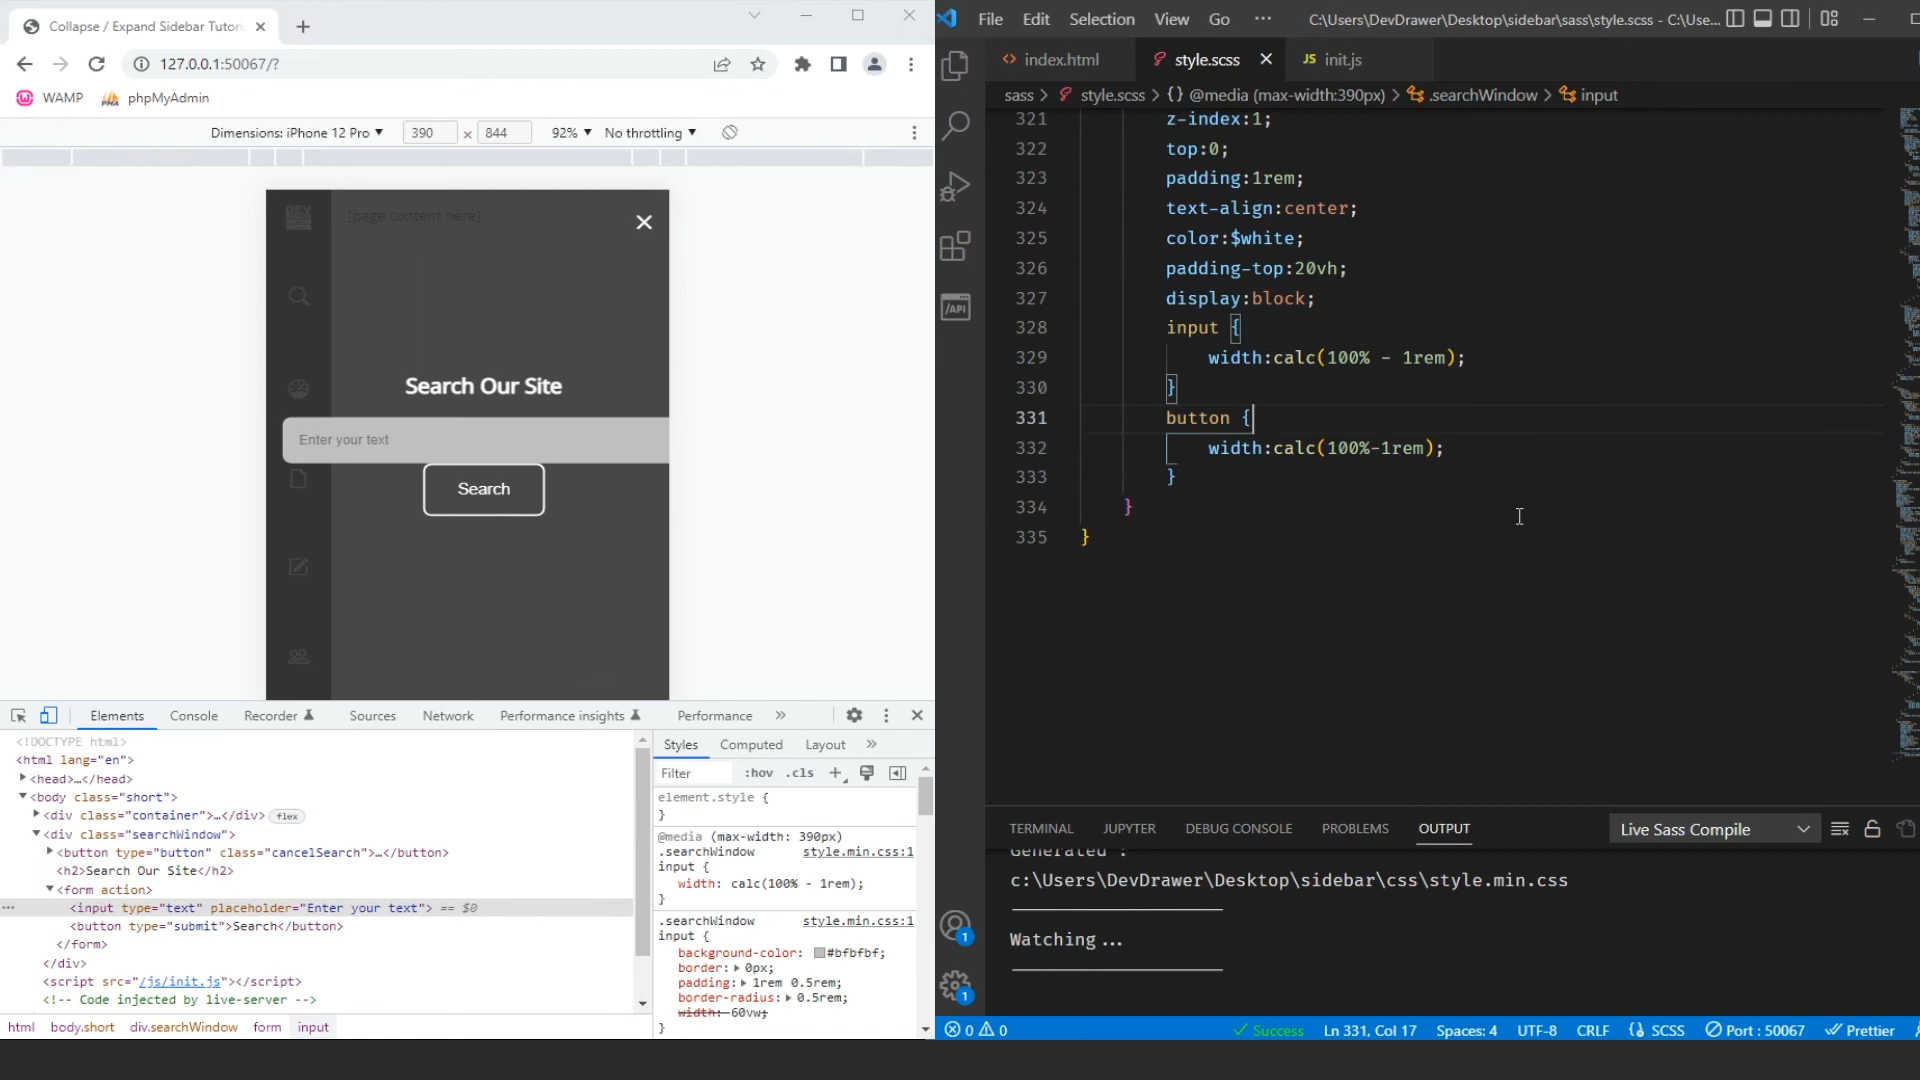 Collapse / Expand Sidebar Tutori
127.0.0.1:50067/?
WAMP
phpMyAdmin
Dimensions: iPhone 12 Pro ▼
390
x
844
92% ▼
No throttling ▼
DEV
[page content here]
Search Our Site
Enter your text
Search
Elements
Console
Recorder
Sources
Network
Performance insights
Performance
»
<!DOCTYPE html>
<html lang="en">
▶<head>…</head>
▼<body class="short">
▶<div class="container">…</div> flex
▼<div class="searchWindow">
▶<button type="button" class="cancelSearch">…</button>
<h2>Search Our Site</h2>
▼<form action>
<input type="text" placeholder="Enter your text"> == $0
<button type="submit">Search</button>
</form>
</div>
<script src="/js/init.js"></script>
<!-- Code injected by live-server -->
html
body.short
div.searchWindow
form
input
Styles
Computed
Layout
»
Filter
:hov
.cls
element.style {
}
@media (max-width: 390px)
.searchWindow style.min.css:1
input {
width: calc(100% - 1rem);
}
.searchWindow style.min.css:1
input {
background-color: #bfbfbf;
border:▶ 0px;
padding:▶ 1rem 0.5rem;
border-radius:▶ 0.5rem;
width: 60vw;
}
File
Edit
Selection
View
Go
···
C:\Users\DevDrawer\Desktop\sidebar\sass\style.scss - C:\Use...
index.html
style.scss
JS init.js
sass > style.scss > {} @media (max-width:390px) > .searchWindow > input
321 z-index:1;
322 top:0;
323 padding:1rem;
324 text-align:center;
325 color:$white;
326 padding-top:20vh;
327 display:block;
328 input {
329 width:calc(100% - 1rem);
330 }
331 button {
332 width:calc(100%-1rem);
333 }
334 }
335 }
/API
TERMINAL
JUPYTER
DEBUG CONSOLE
PROBLEMS
OUTPUT
Live Sass Compile
Generated :
c:\Users\DevDrawer\Desktop\sidebar\css\style.min.css
Watching...
1
1
0
0
Success
Ln 331, Col 17
Spaces: 4
UTF-8
CRLF
SCSS
Port : 50067
Prettier